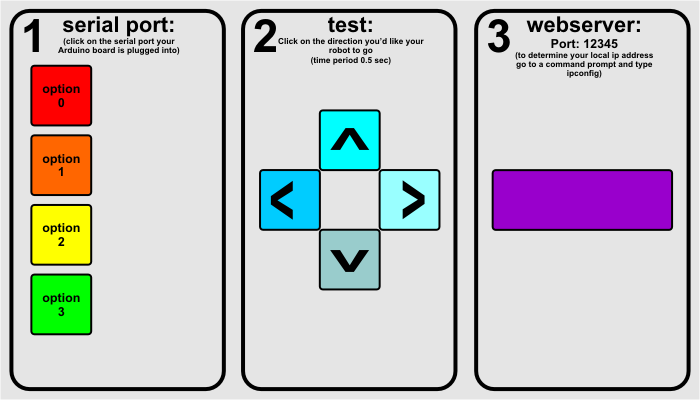 1
serial port:
(click on the serial port your
Arduino board is plugged into)
option
0
option
1
option
2
option
3
2
test:
Click on the direction you'd like your
robot to go
(time period 0.5 sec)
^
< >
v
3
webserver:
Port: 12345
(to determine your local ip address
go to a command prompt and type
ipconfig)